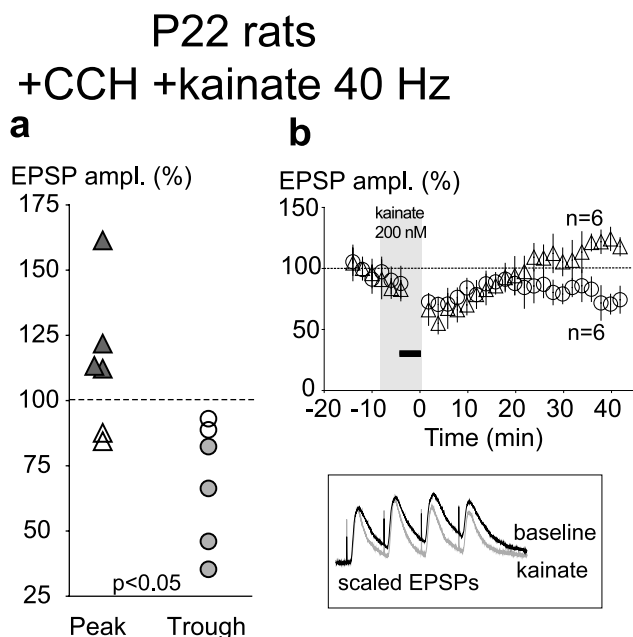 P22 rats
+CCH +kainate 40 Hz
a
EPSP ampl. (%)
175
150
125
100
75
50
25
p<0.05
Peak
Trough
b
EPSP ampl. (%)
150
100
50
0
kainate
200 nM
n=6
n=6
-20 -10 0 10 20 30 40
Time (min)
baseline
kainate
scaled EPSPs